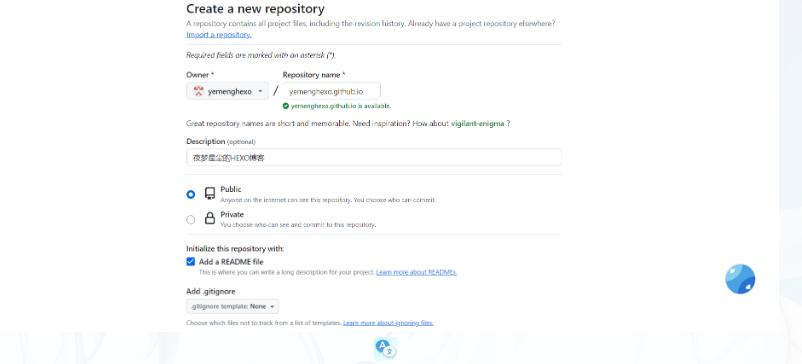 Create a new repository
A repository contains all project files, including the revision history. Already have a project repository elsewhere?
Import a repository.
Required fields are marked with an asterisk (*).
Owner * Repository name *
yemenghexo / yemenghexo.github.io
yemenghexo.github.io is available.
Great repository names are short and memorable. Need inspiration? How about vigilant-enigma ?
Description (optional)
夜梦星尘的HEXO博客
Public
Anyone on the internet can see this repository. You choose who can commit.
Private
You choose who can see and commit to this repository.
Initialize this repository with:
Add a README file
This is where you can write a long description for your project. Learn more about READMEs.
Add .gitignore
.gitignore template: None
Choose which files not to track from a list of templates. Learn more about ignoring files.